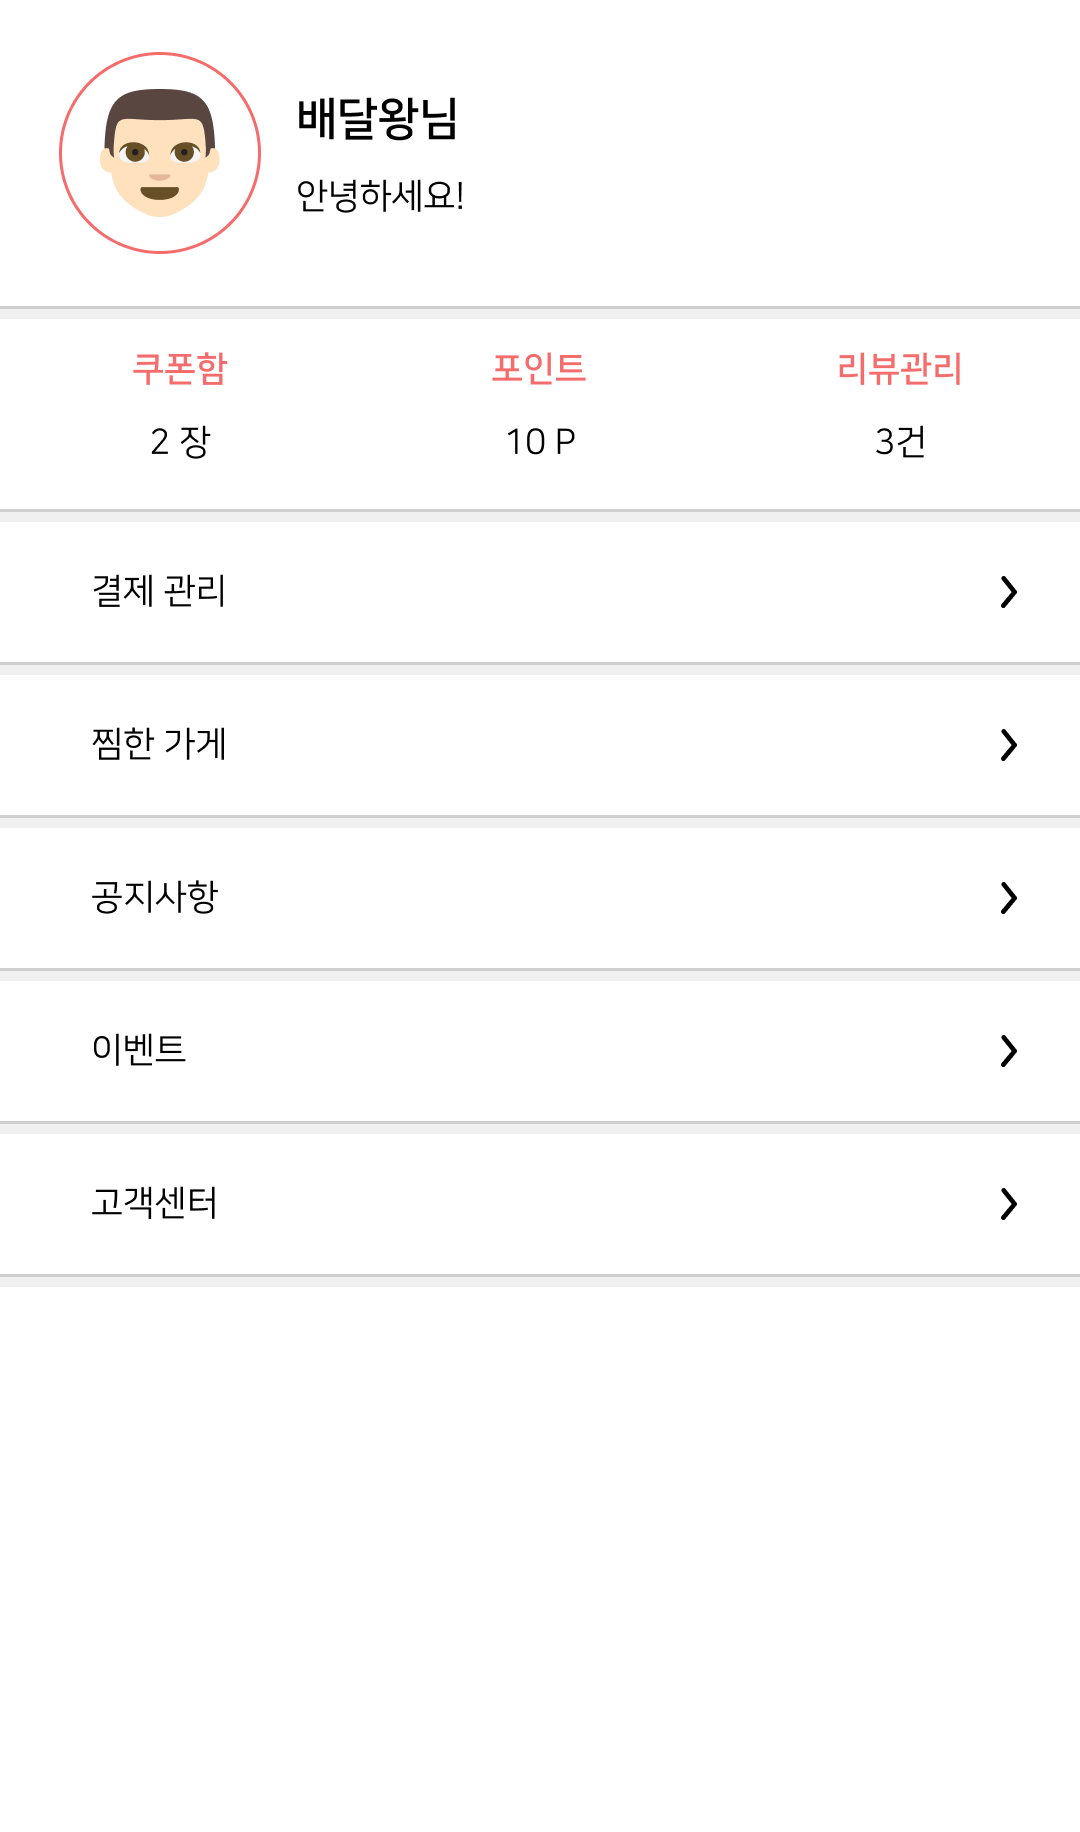 배달왕님
안녕하세요!
쿠폰함 포인트 리뷰관리
2 장 10 P 3건
결제 관리
찜한 가게
공지사항
이벤트
고객센터